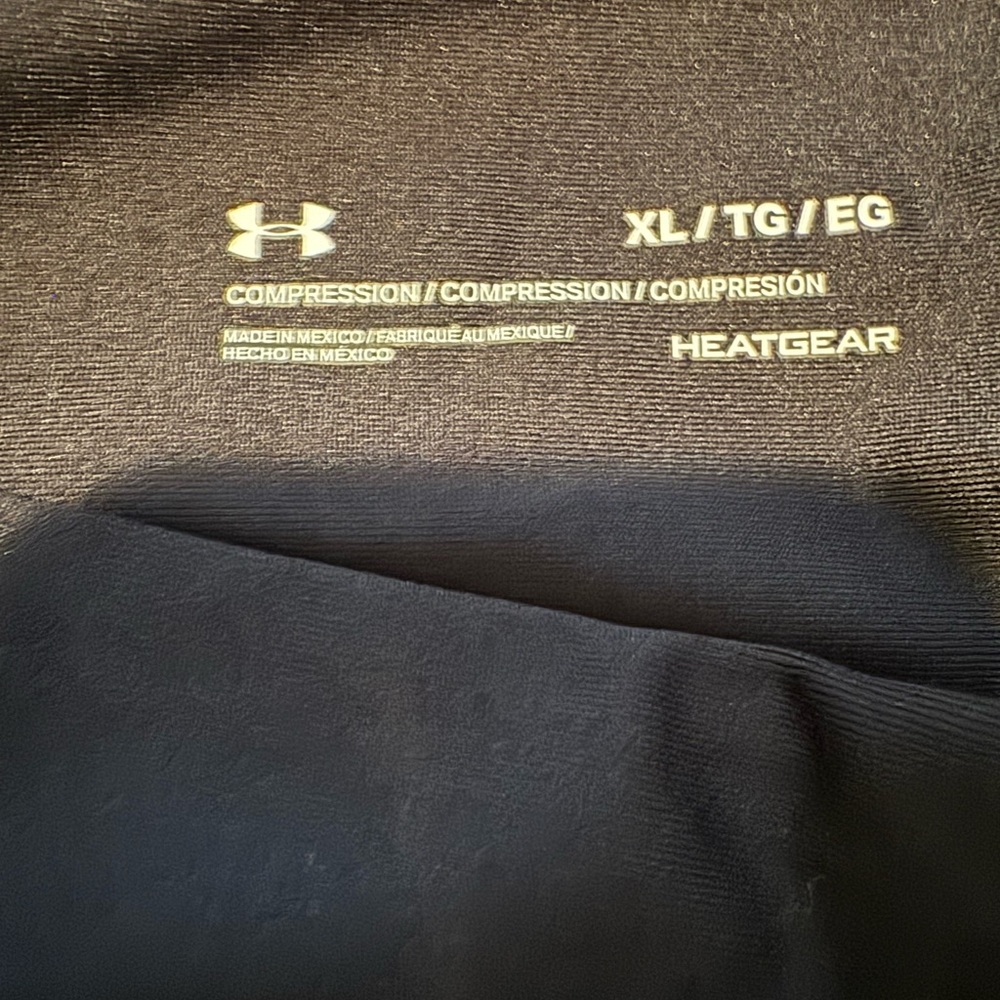 XL / TG / EG
COMPRESSION / COMPRESSION / COMPRESIÓN
MADE IN MEXICO / FABRIQUÉ AU MEXIQUE /
HECHO EN MÉXICO
HEATGEAR